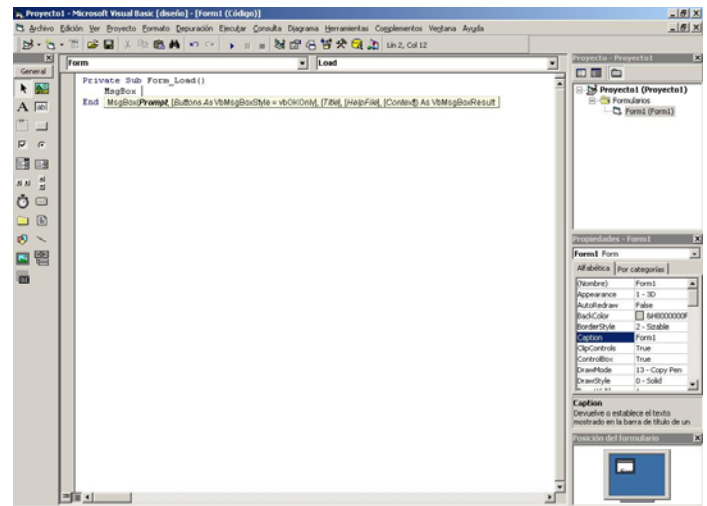 Proyecto1 - Microsoft Visual Basic [diseño] - [Form1 (Código)]
Archivo Edición Ver Proyecto Formato Depuración Ejecutar Consulta Diagrama Herramientas Complementos Ventana Ayuda
Lín 2, Col 12
General
Form
Load
Private Sub Form_Load()
MsgBox
End
MsgBox(Prompt, [Buttons As VbMsgBoxStyle = vbOKOnly], [Title], [HelpFile], [Context]) As VbMsgBoxResult
Proyecto - Proyecto1
Proyecto1 (Proyecto1)
Formularios
Form1 (Form1)
Propiedades - Form1
Form1 Form
Alfabética Por categorías
(Nombre) Form1
Appearance 1 - 3D
AutoRedraw False
BackColor &H8000000F
BorderStyle 2 - Sizable
Caption Form1
ClipControls True
ControlBox True
DrawMode 13 - Copy Pen
DrawStyle 0 - Solid
Caption
Devuelve o establece el texto
mostrado en la barra de título de un
Posición del formulario